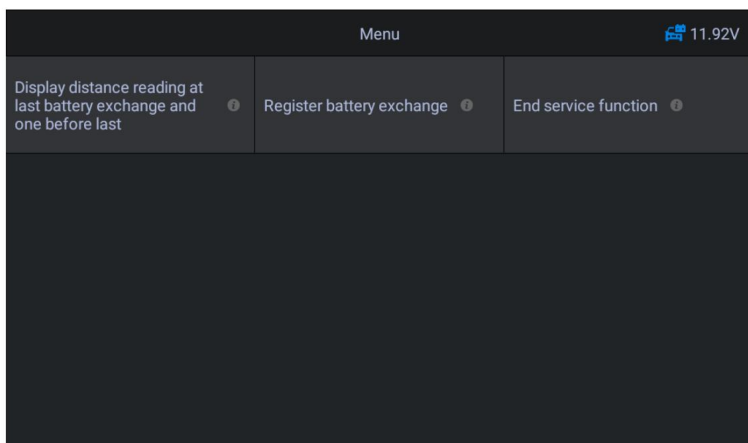 Menu
11.92V
Display distance reading at
last battery exchange and
one before last
Register battery exchange
End service function